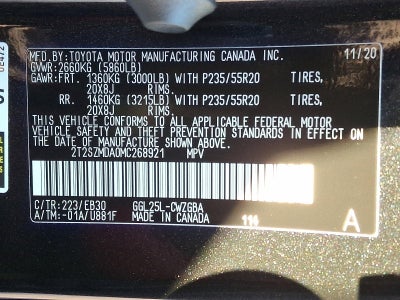 MFD.BY:TOYOTA MOTOR MANUFACTURING CANADA INC. 11/20
GVWR:2660KG (5860LB)
GAWR:FRT. 1360KG (3000LB) WITH P235/55R20 TIRES,
20X8J RIMS.
RR. 1460KG (3215LB) WITH P235/55R20 TIRES,
20X8J RIMS.
THIS VEHICLE CONFORMS TO ALL APPLICABLE FEDERAL MOTOR
VEHICLE SAFETY AND THEFT PREVENTION STANDARDS IN EFFECT ON
THE DATE OF MANUFACTURE SHOWN ABOVE.
2T2SZMDA0MC268921 MPV
C/TR:223/EB30 GGL25L-CWZGBA
A/TM:-01A/U881F MADE IN CANADA 116 A